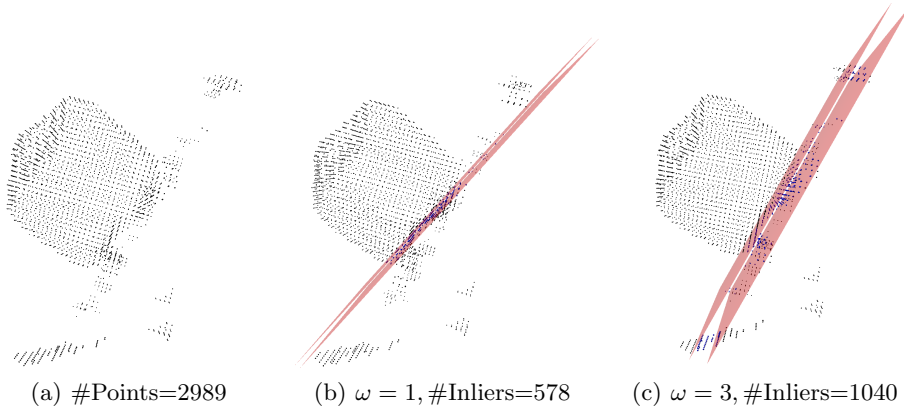 (a) #Points=2989
(b) ω = 1, #Inliers=578
(c) ω = 3, #Inliers=1040